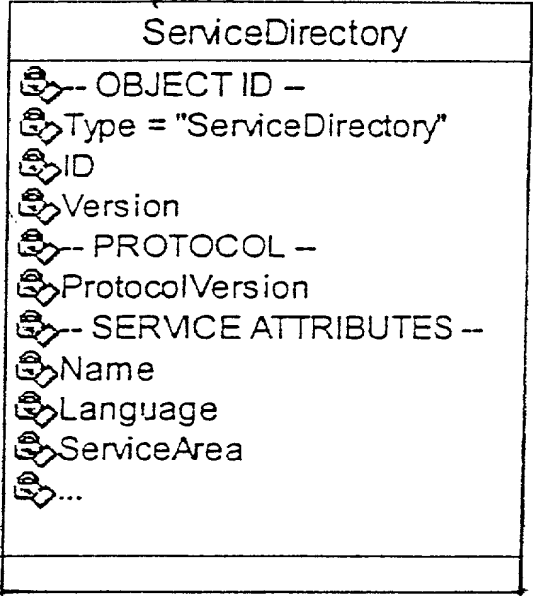 ServiceDirectory
-- OBJECT ID --
Type = "ServiceDirectory"
ID
Version
-- PROTOCOL --
ProtocolVersion
-- SERVICE ATTRIBUTES --
Name
Language
ServiceArea
...